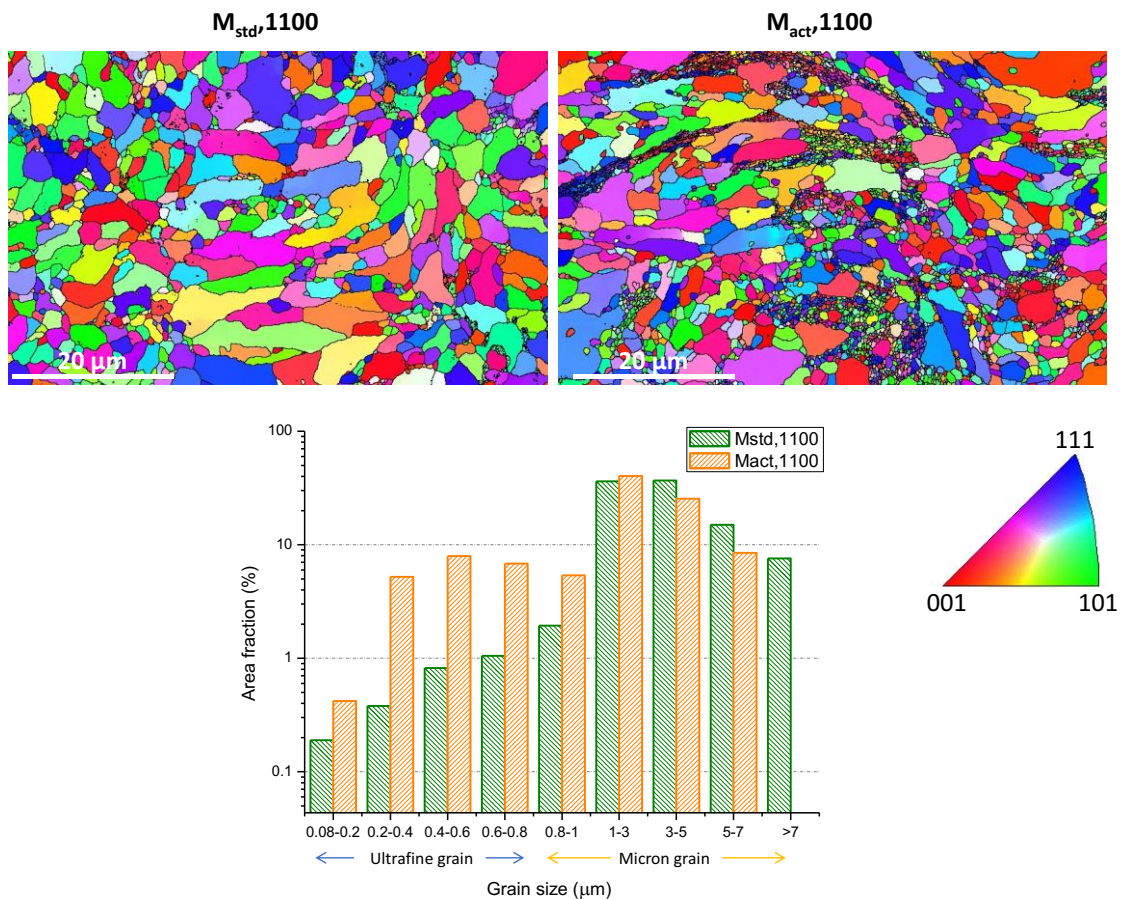 Mstd,1100
Mact,1100
20 µm
20 µm
100
10
1
0.1
Area fraction (%)
Mstd,1100
Mact,1100
0.08-0.2 0.2-0.4 0.4-0.6 0.6-0.8 0.8-1 1-3 3-5 5-7 >7
Ultrafine grain
Micron grain
Grain size (µm)
111
001
101